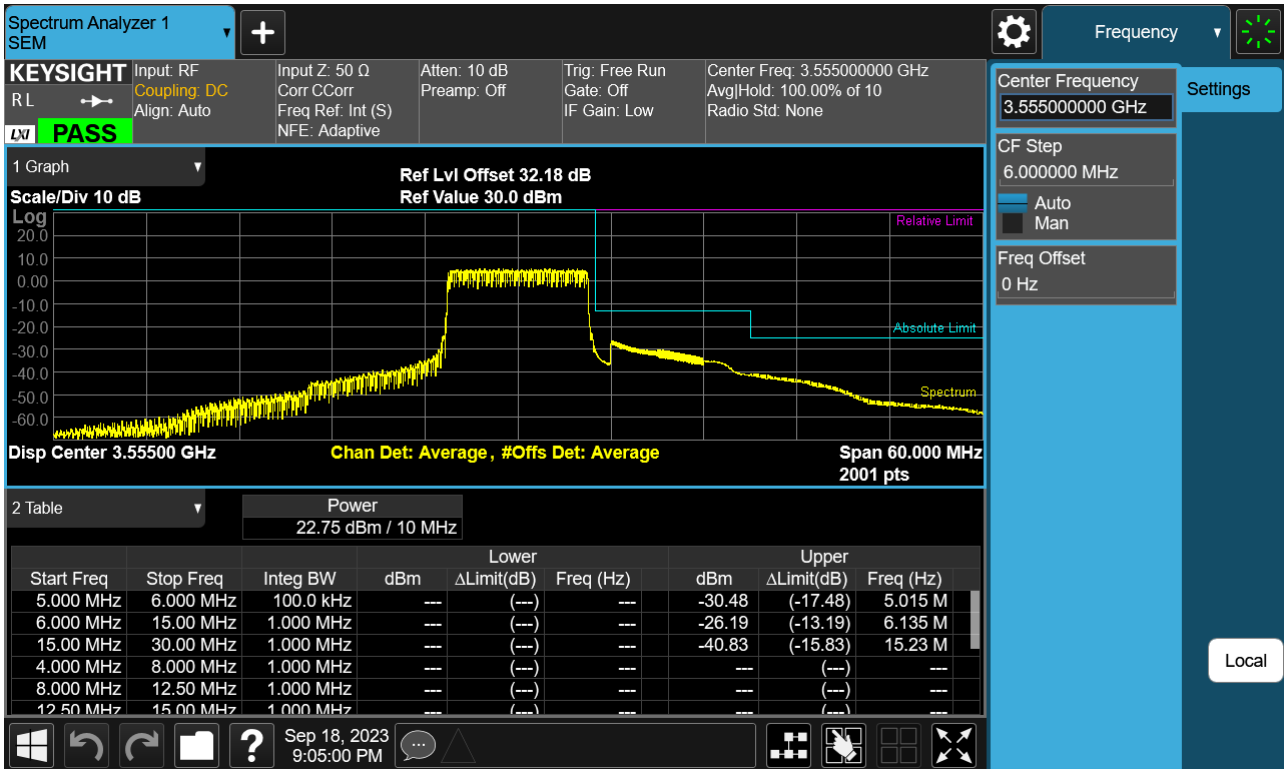 Spectrum Analyzer 1
SEM
Frequency
KEYSIGHT
R L
LXI PASS
Input: RF
Coupling: DC
Align: Auto
Input Z: 50 Ω
Corr CCorr
Freq Ref: Int (S)
NFE: Adaptive
Atten: 10 dB
Preamp: Off
Trig: Free Run
Gate: Off
IF Gain: Low
Center Freq: 3.555000000 GHz
Avg|Hold: 100.00% of 10
Radio Std: None
Center Frequency
3.555000000 GHz
Settings
CF Step
6.000000 MHz
Auto
Man
Freq Offset
0 Hz
1 Graph
Scale/Div 10 dB
Ref Lvl Offset 32.18 dB
Ref Value 30.0 dBm
Log
Relative Limit
20.0
10.0
0.00
-10.0
-20.0
Absolute Limit
-30.0
-40.0
-50.0
Spectrum
-60.0
Disp Center 3.55500 GHz
Chan Det: Average , #Offs Det: Average
Span 60.000 MHz
2001 pts
2 Table
Power
22.75 dBm / 10 MHz
Lower Upper
Start Freq Stop Freq Integ BW dBm ΔLimit(dB) Freq (Hz) dBm ΔLimit(dB) Freq (Hz)
5.000 MHz 6.000 MHz 100.0 kHz --- (---) --- -30.48 (-17.48) 5.015 M
6.000 MHz 15.00 MHz 1.000 MHz --- (---) --- -26.19 (-13.19) 6.135 M
15.00 MHz 30.00 MHz 1.000 MHz --- (---) --- -40.83 (-15.83) 15.23 M
4.000 MHz 8.000 MHz 1.000 MHz --- (---) --- --- (---) ---
8.000 MHz 12.50 MHz 1.000 MHz --- (---) --- --- (---) ---
12.50 MHz 15.00 MHz 1.000 MHz --- (---) --- --- (---) ---
Local
Sep 18, 2023
9:05:00 PM